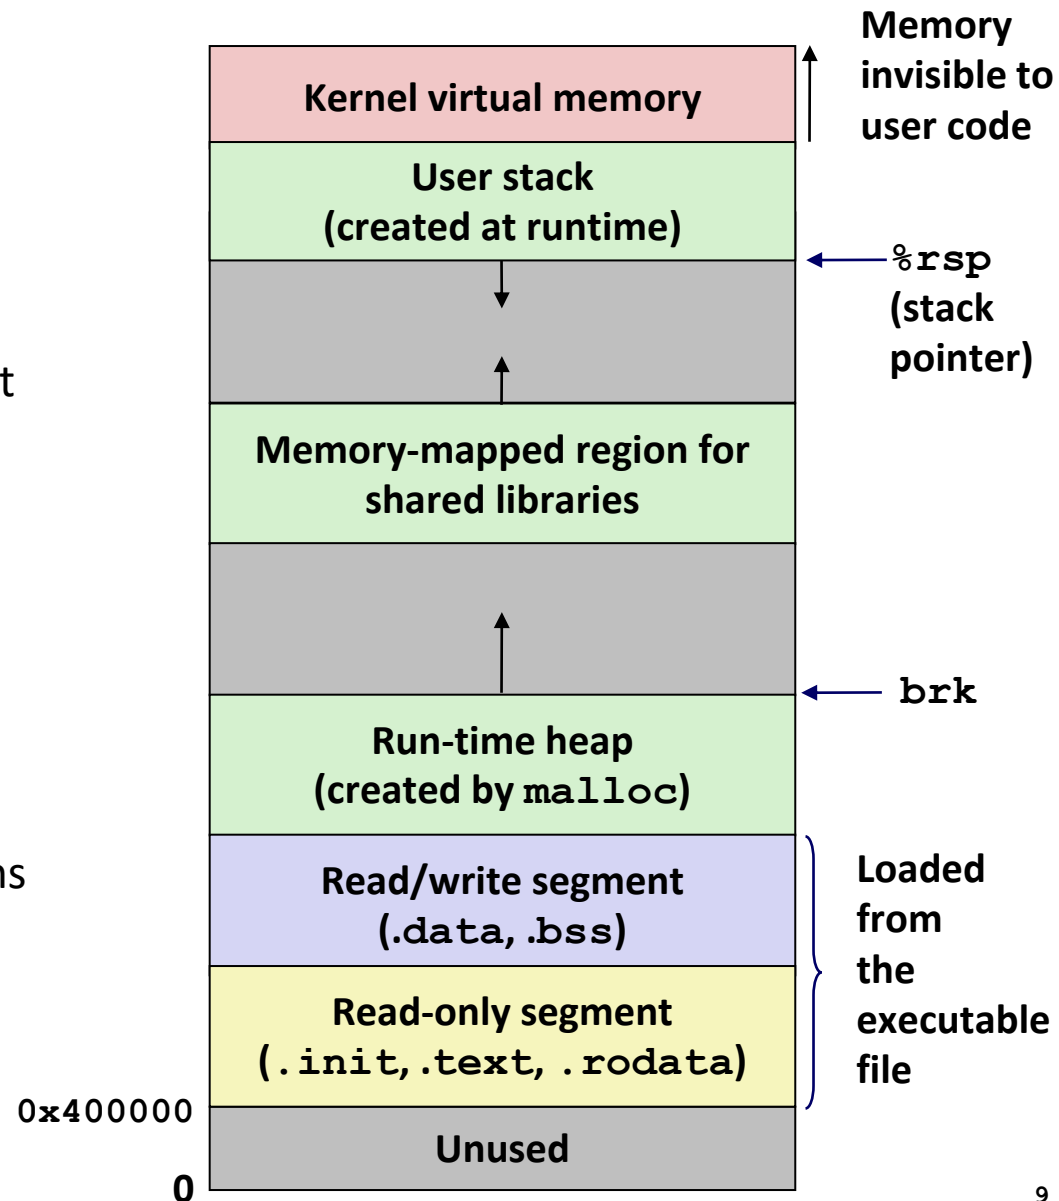 Memory
invisible to
user code
Kernel virtual memory
User stack
(created at runtime)
%rsp
(stack
pointer)
t
Memory-mapped region for
shared libraries
brk
Run-time heap
(created by malloc)
ns
Read/write segment
(.data, .bss)
Loaded
from
the
executable
file
Read-only segment
(.init, .text, .rodata)
0x400000
Unused
0
9